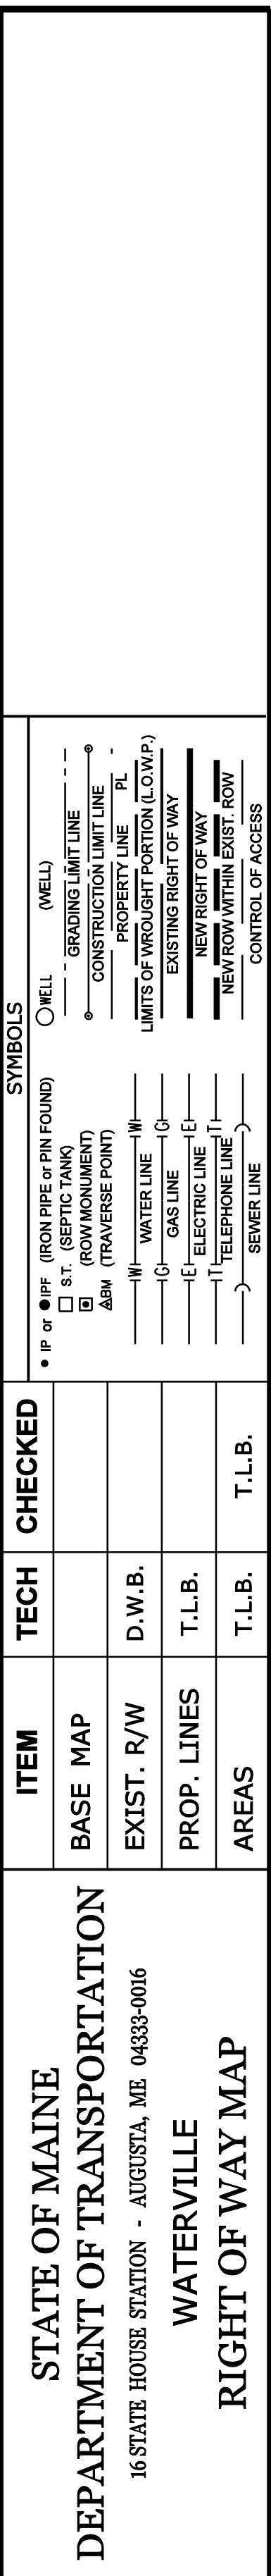 STATE OF MAINE
DEPARTMENT OF TRANSPORTATION
16 STATE HOUSE STATION - AUGUSTA, ME 04333-0016
WATERVILLE
RIGHT OF WAY MAP
ITEM TECH CHECKED
BASE MAP
EXIST. R/W D.W.B.
PROP. LINES T.L.B.
AREAS T.L.B. T.L.B.
SYMBOLS
IP or IPF (IRON PIPE or PIN FOUND)
S.T. (SEPTIC TANK)
(ROW MONUMENT)
BM (TRAVERSE POINT)
W W
WATER LINE
G G
GAS LINE
E E
ELECTRIC LINE
T T
TELEPHONE LINE
SEWER LINE
WELL (WELL)
GRADING LIMIT LINE
CONSTRUCTION LIMIT LINE
PROPERTY LINE PL
LIMITS OF WROUGHT PORTION (L.O.W.P.)
EXISTING RIGHT OF WAY
NEW RIGHT OF WAY
NEW ROW WITHIN EXIST. ROW
CONTROL OF ACCESS